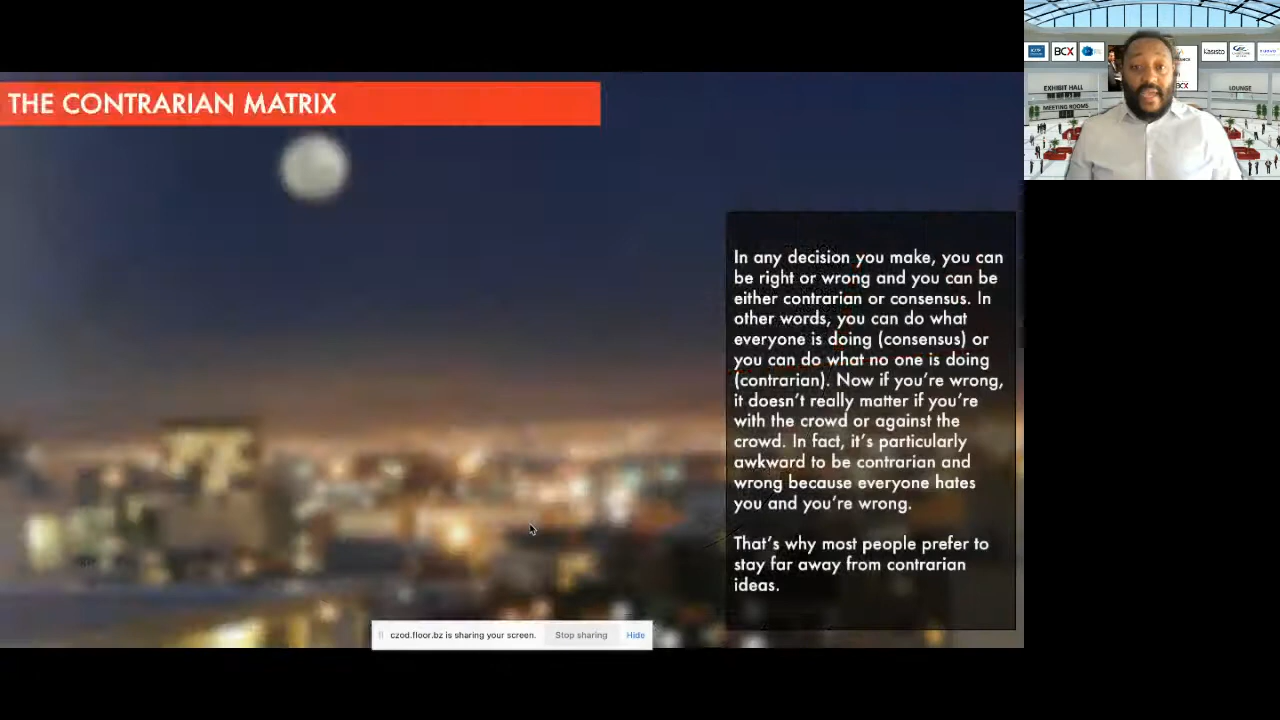 THE CONTRARIAN MATRIX
In any decision you make, you can
be right or wrong and you can be
either contrarian or consensus. In
other words, you can do what
everyone is doing (consensus) or
you can do what no one is doing
(contrarian). Now if you're wrong,
it doesn't really matter if you're
with the crowd or against the
crowd. In fact, it's particularly
awkward to be contrarian and
wrong because everyone hates
you and you're wrong.
That's why most people prefer to
stay far away from contrarian
ideas.
czod.floor.bz is sharing your screen.
Stop sharing
Hide
BCX
kasisto
EXHIBIT HALL
MEETING ROOMS
LOUNGE
BCX